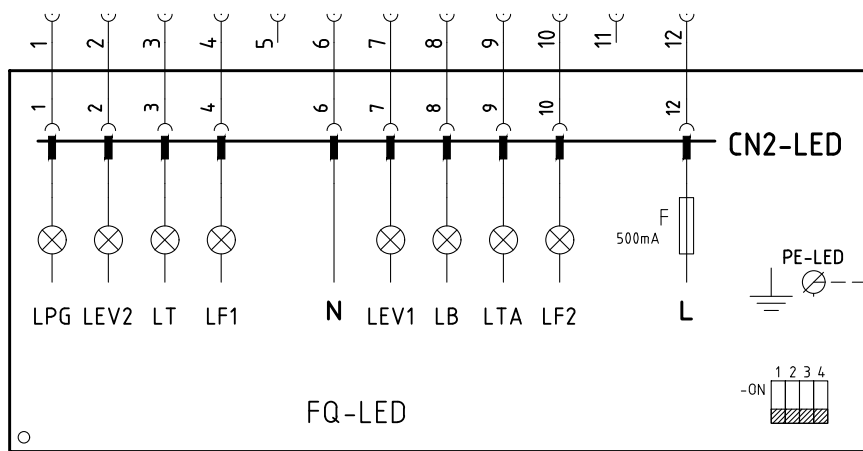 1 2 3 4 5 6 7 8 9 10 11 12
1 2 3 4 6 7 8 9 10 12
CN2-LED
F
500mA
PE-LED
LPG LEV2 LT LF1 N LEV1 LB LTA LF2 L
1 2 3 4
-ON
FQ-LED